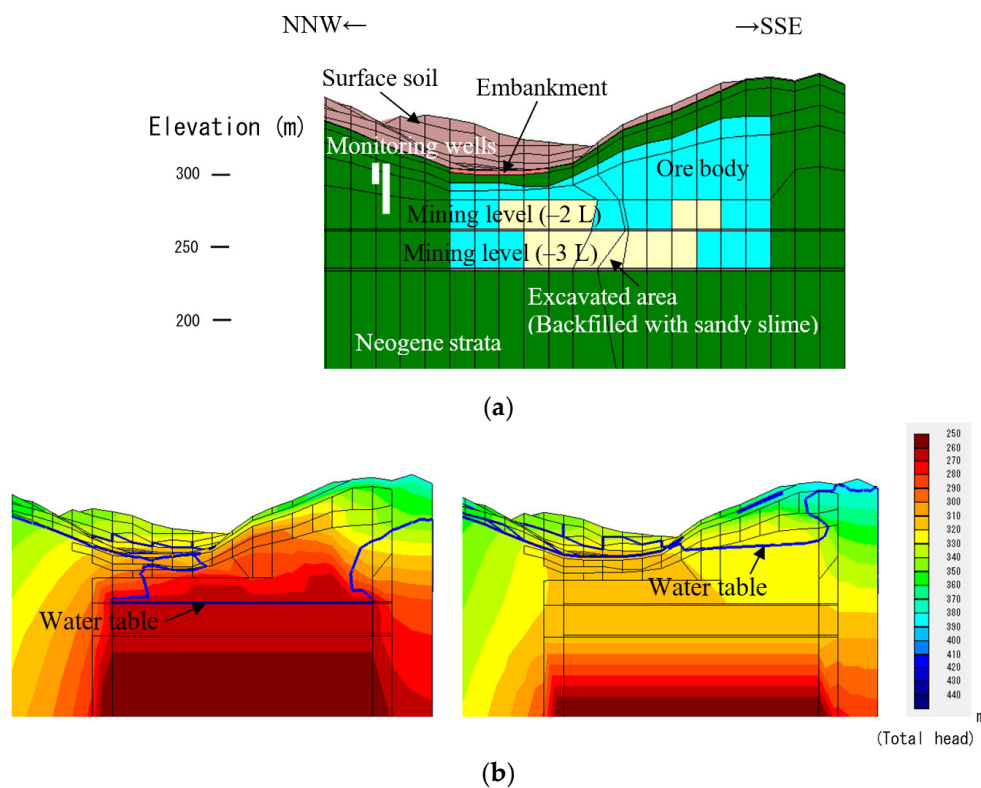 NNW← →SSE
Surface soil
Embankment
Elevation (m)
Monitoring wells
300
Ore body
Mining level (–2 L)
250
Mining level (–3 L)
Excavated area
(Backfilled with sandy slime)
200
Neogene strata
(a)
250
260
270
280
290
300
310
320
330
340
350
360
370
380
390
400
410
420
430
440
m
(Total head)
Water table
Water table
(b)